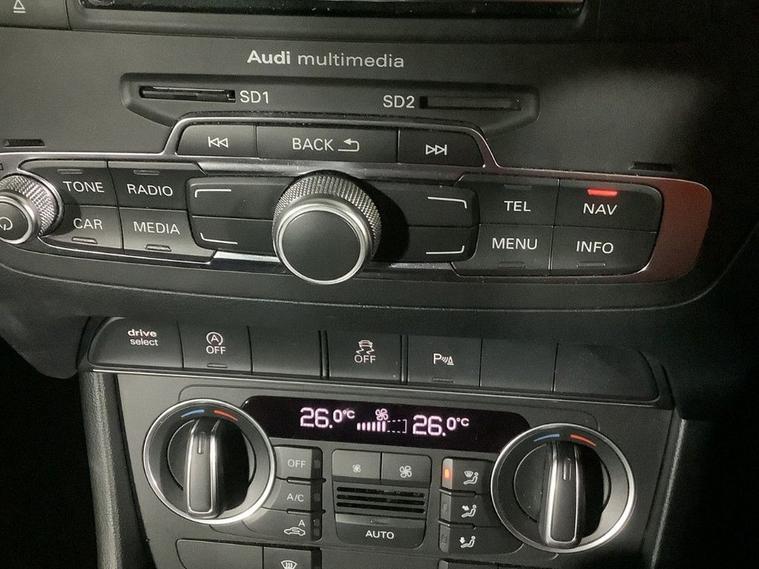 Audi multimedia
SD1 SD2
BACK
TONE RADIO TEL NAV
CAR MEDIA MENU INFO
drive
select
A
OFF
OFF
P
26.0°C 26.0°C
OFF
A/C
A
AUTO